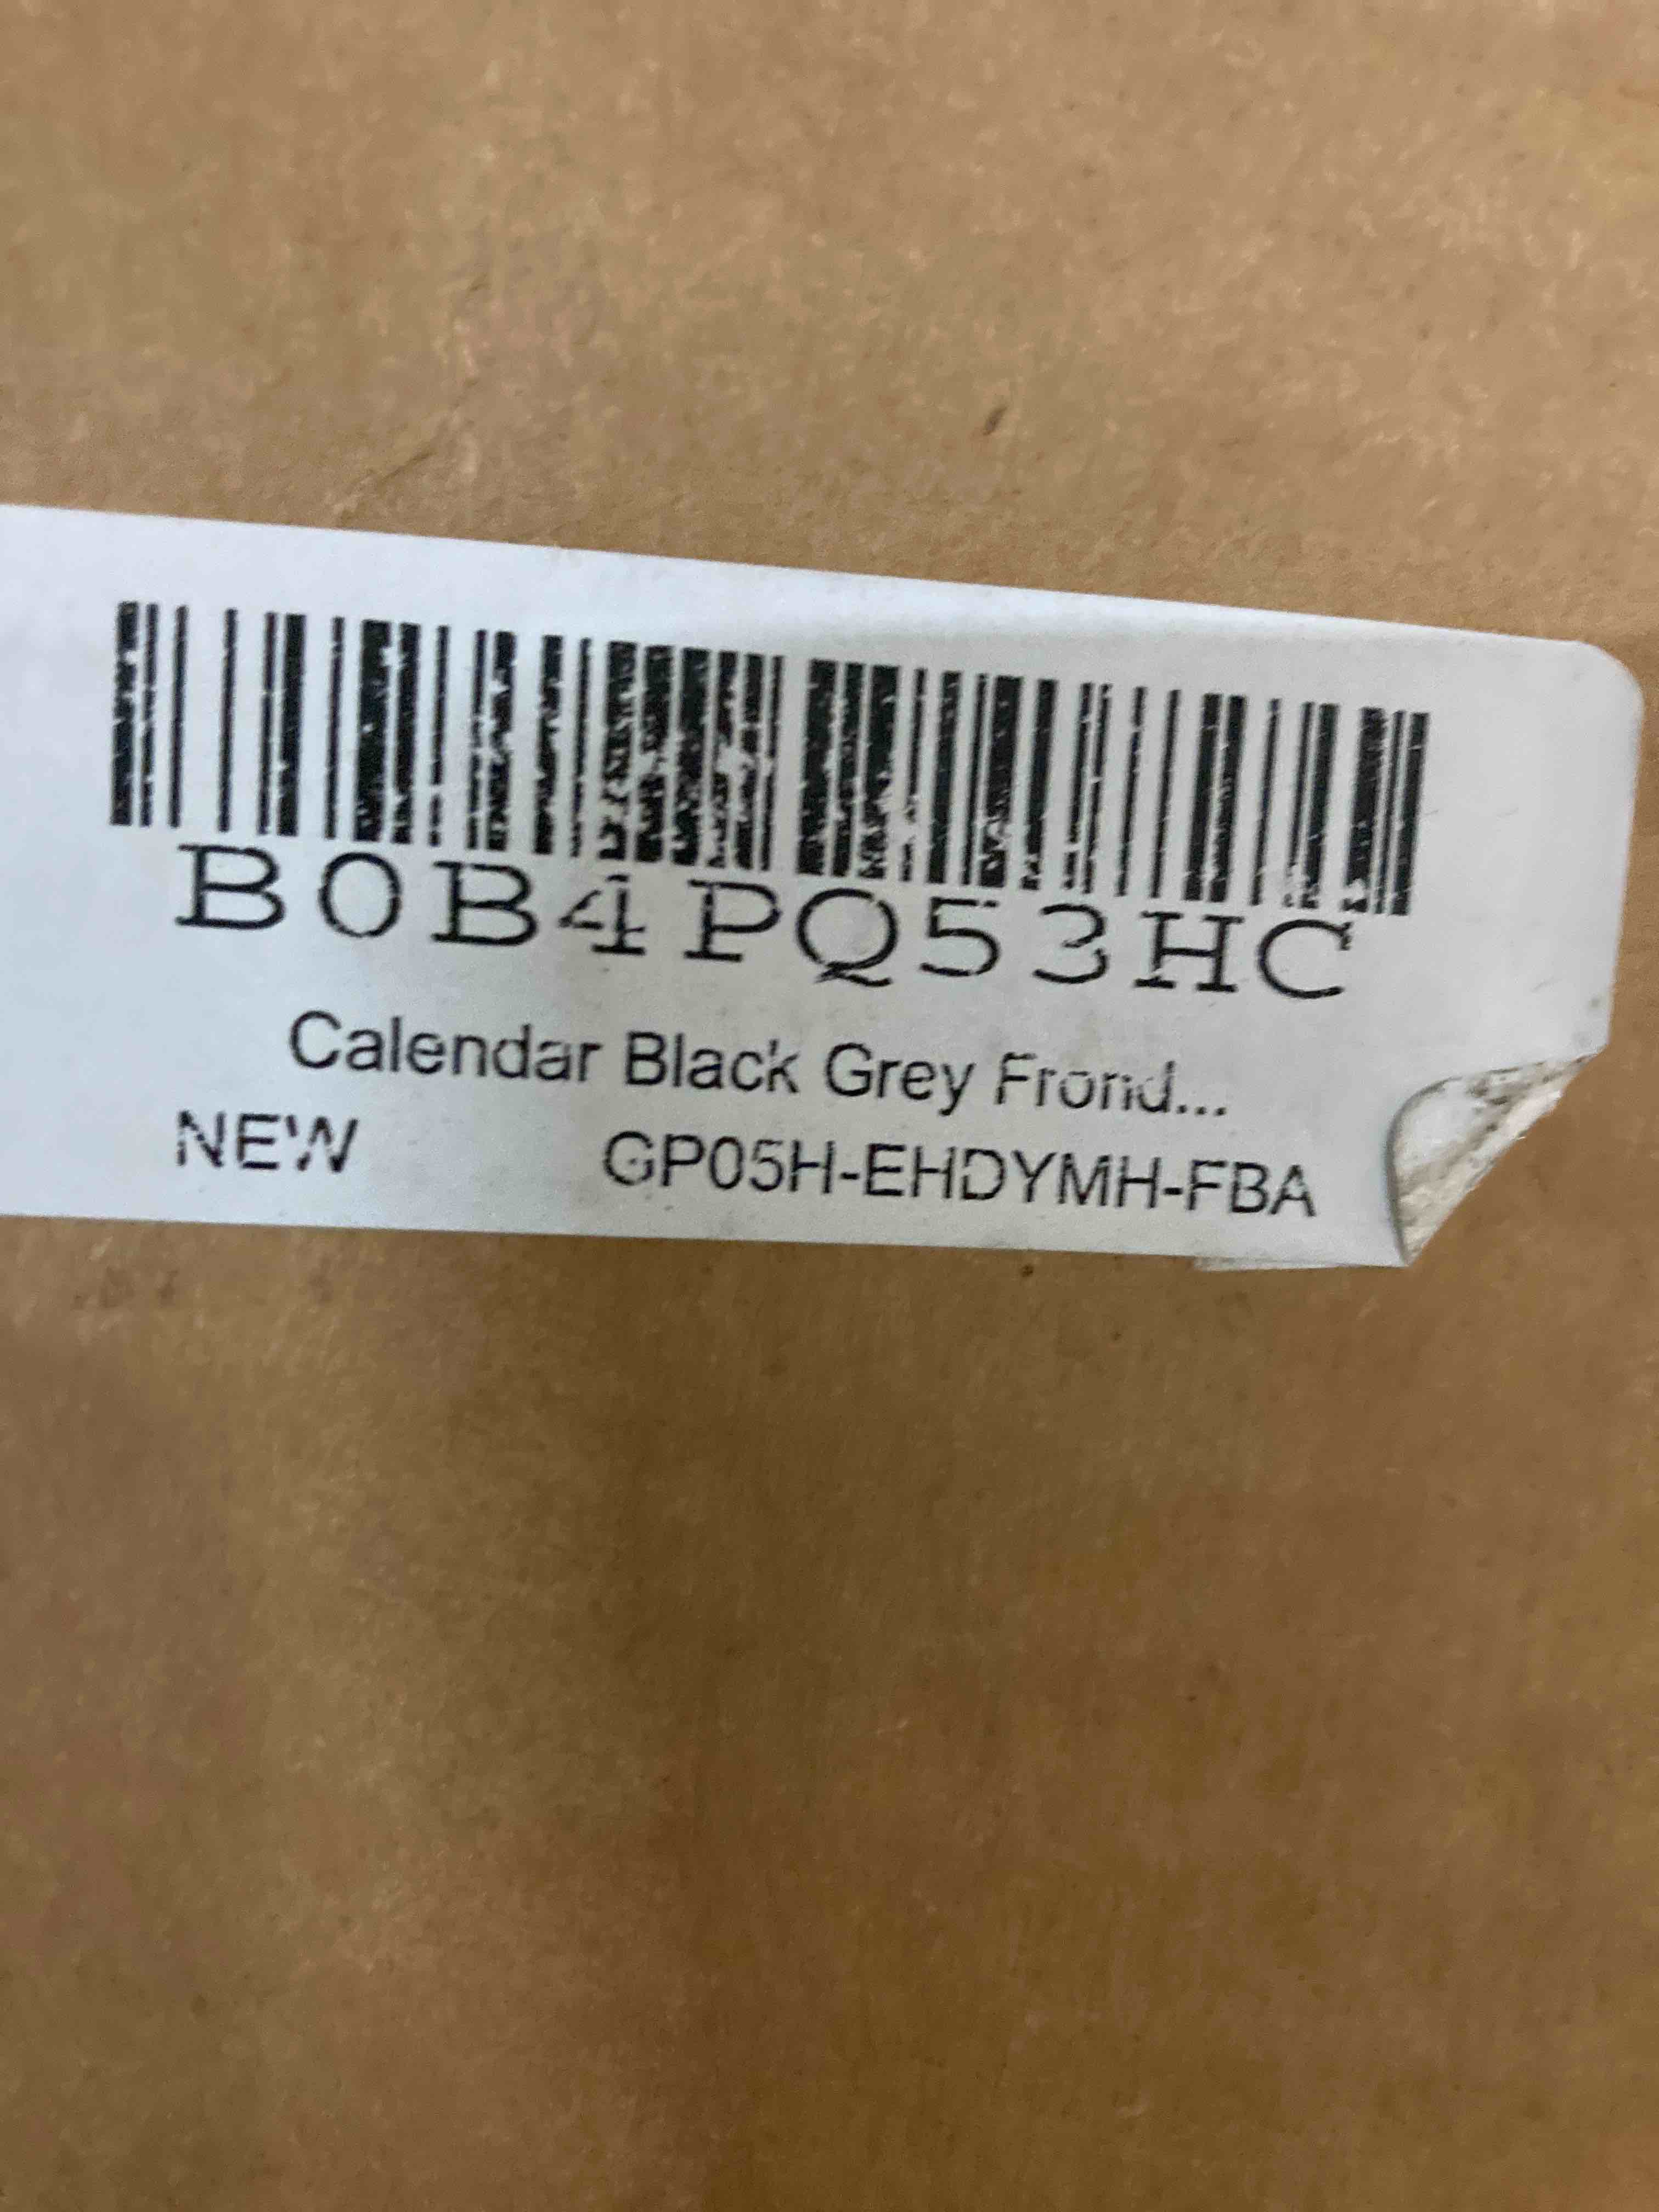 B0B4PQ53HC
Calendar Black Grey Frond...
NEW GP05H-EHDYMH-FBA